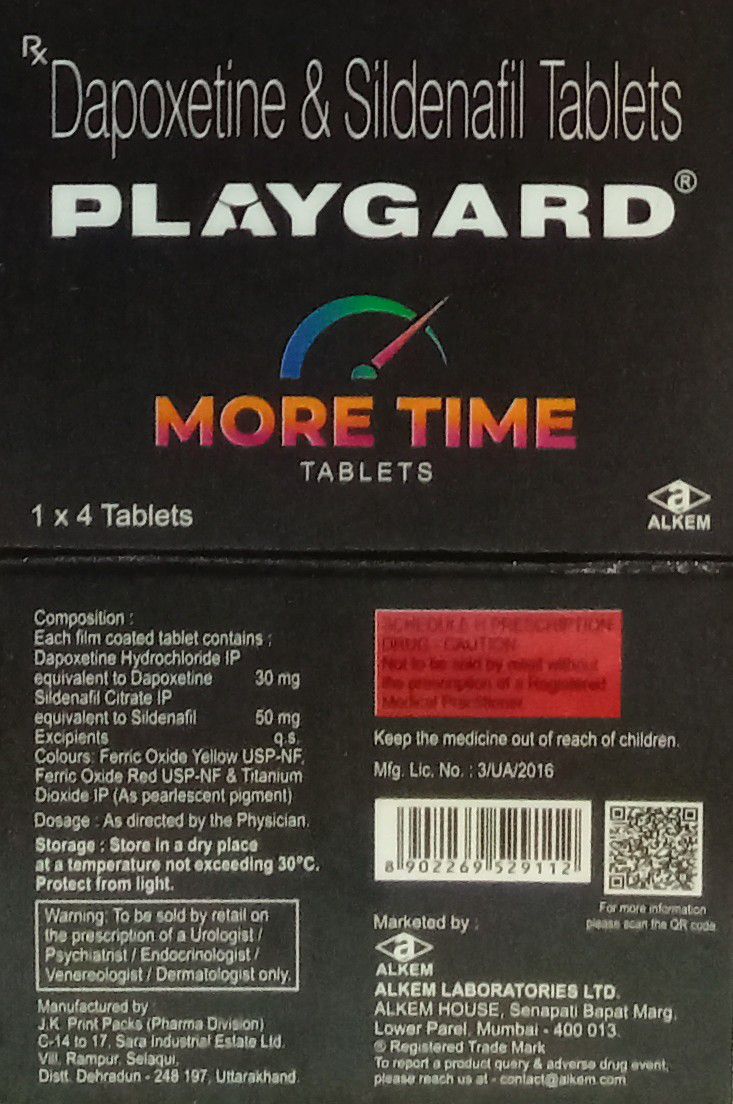 Rx
Dapoxetine & Sildenafil Tablets
PLAYGARD®
MORE TIME
TABLETS
1 x 4 Tablets
a
ALKEM
Composition :
Each film coated tablet contains :
Dapoxetine Hydrochloride IP
equivalent to Dapoxetine 30 mg
Sildenafil Citrate IP
equivalent to Sildenafil 50 mg
Excipients q.s.
Colours: Ferric Oxide Yellow USP-NF,
Ferric Oxide Red USP-NF & Titanium
Dioxide IP (As pearlescent pigment)
Dosage : As directed by the Physician.
Storage : Store in a dry place
at a temperature not exceeding 30°C.
Protect from light.
Warning: To be sold by retail on
the prescription of a Urologist /
Psychiatrist / Endocrinologist /
Venereologist / Dermatologist only.
Manufactured by :
J.K. Print Packs (Pharma Division)
C-14 to 17, Sara Industrial Estate Ltd.
Vill. Rampur, Selaqui,
Distt. Dehradun - 248 197, Uttarakhand.
SCHEDULE H PRESCRIPTION
DRUG - CAUTION
Not to be sold by retail without
the prescription of a Registered
Medical Practitioner.
Keep the medicine out of reach of children.
Mfg. Lic. No. : 3/UA/2016
8 902269 529112
For more information
please scan the QR code
Marketed by :
a
ALKEM
ALKEM LABORATORIES LTD.
ALKEM HOUSE, Senapati Bapat Marg,
Lower Parel, Mumbai - 400 013.
® Registered Trade Mark
To report a product query & adverse drug event,
please reach us at - contact@alkem.com